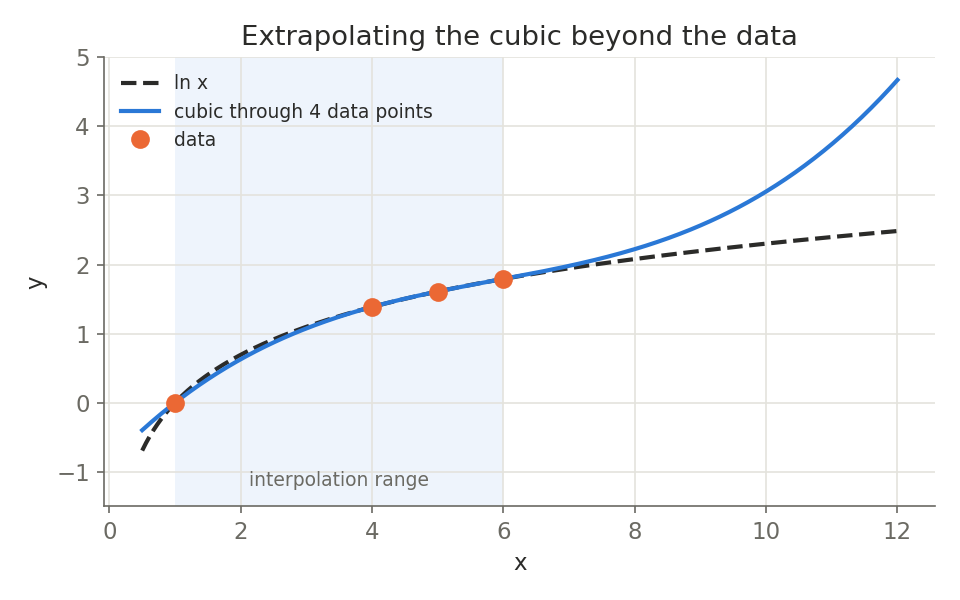 Extrapolating the cubic beyond the data
ln x
cubic through 4 data points
data
interpolation range
5
4
3
2
1
0
−1
y
0 2 4 6 8 10 12
x